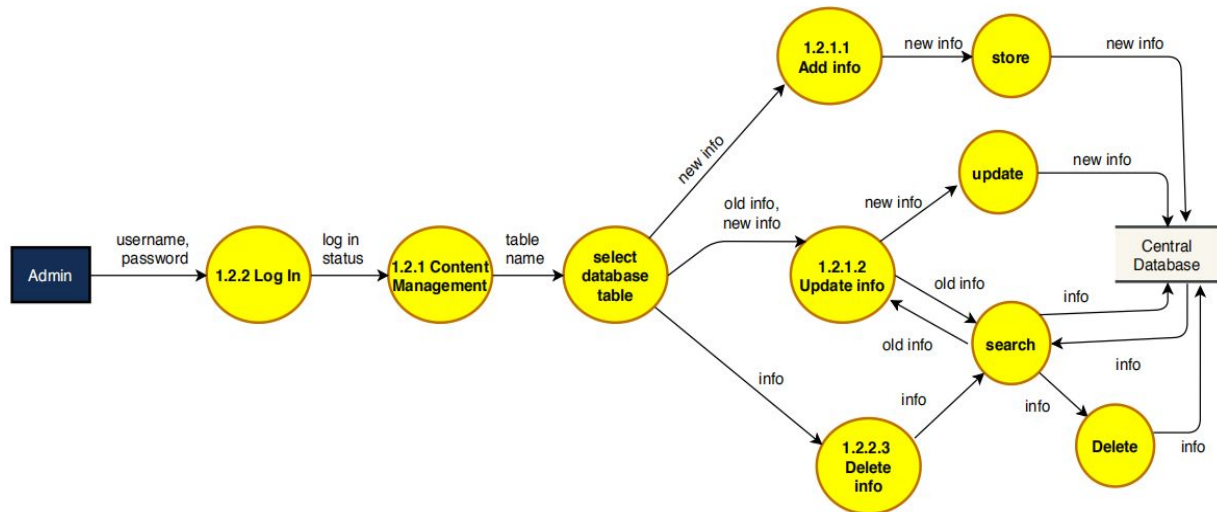 1.2.1.1
Add info
new info
store
new info
new info
update
new info
old info,
new info
new info
Admin
username,
password
1.2.2 Log In
log in
status
1.2.1 Content
Management
table
name
select
database
table
1.2.1.2
Update info
old info
old info
search
info
Central
Database
info
info
info
1.2.2.3
Delete
info
info
Delete
info